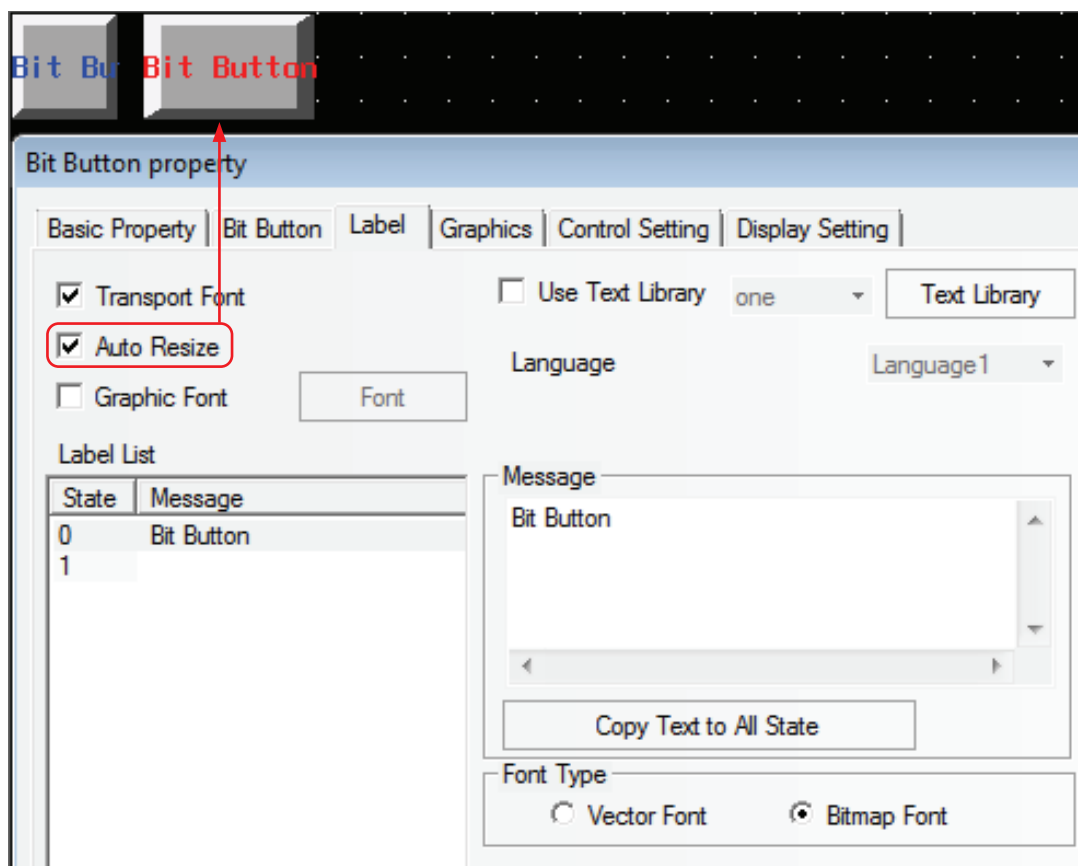 Bit Bu Bit Button
Bit Button property
Basic Property Bit Button Label Graphics Control Setting Display Setting
Transport Font
Use Text Library one Text Library
Auto Resize
Language Language1
Graphic Font Font
Label List
State Message
0 Bit Button
1
Message
Bit Button
Copy Text to All State
Font Type
Vector Font Bitmap Font